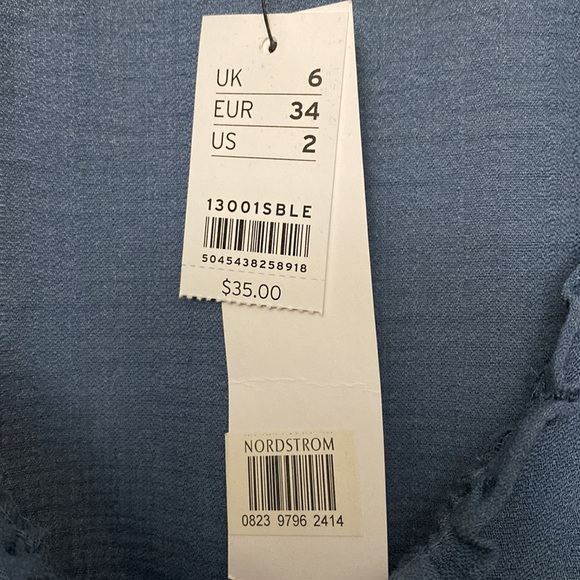 UK 6
EUR 34
US 2
13001SBLE
5045438258918
$35.00
NORDSTROM
0823 9796 2414